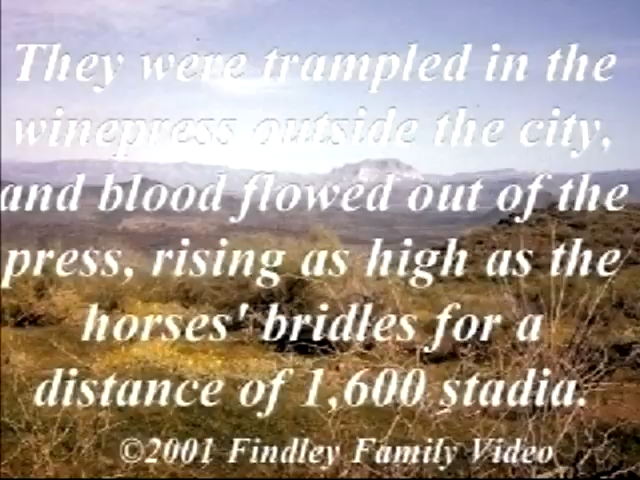 They were trampled in the
winepress outside the city,
and blood flowed out of the
press, rising as high as the
horses' bridles for a
distance of 1,600 stadia.
©2001 Findley Family Video